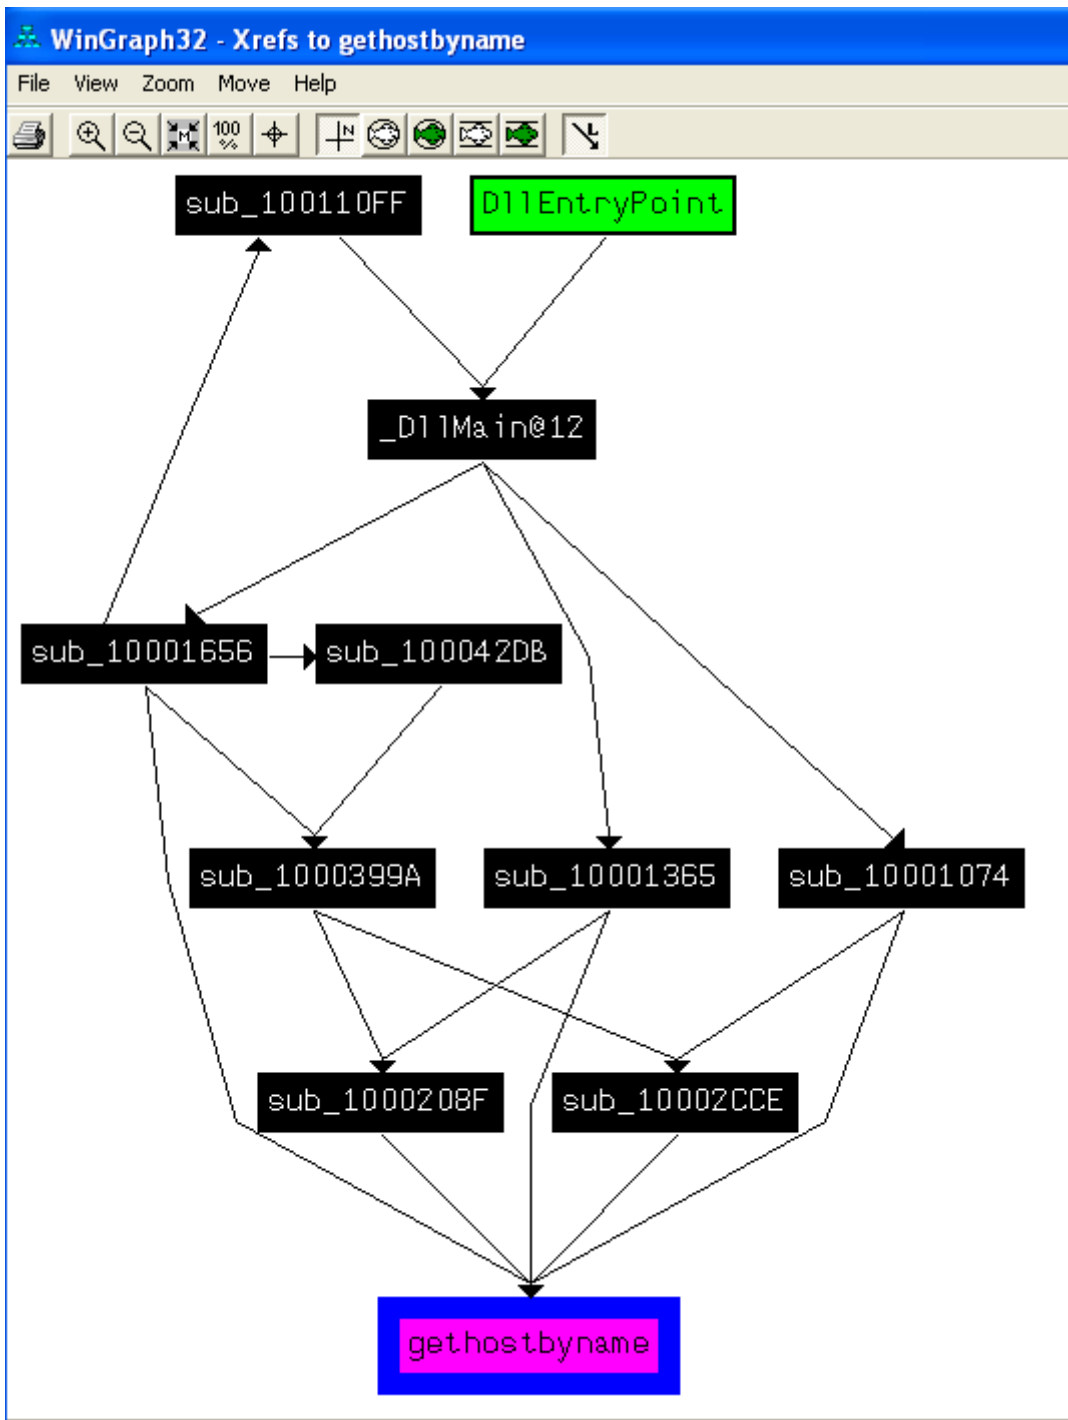 WinGraph32 - Xrefs to gethostbyname
File View Zoom Move Help
M 100 % N
sub_100110FF DllEntryPoint
_DllMain@12
sub_10001656 sub_100042DB
sub_1000399A sub_10001365 sub_10001074
sub_1000208F sub_10002CCE
gethostbyname